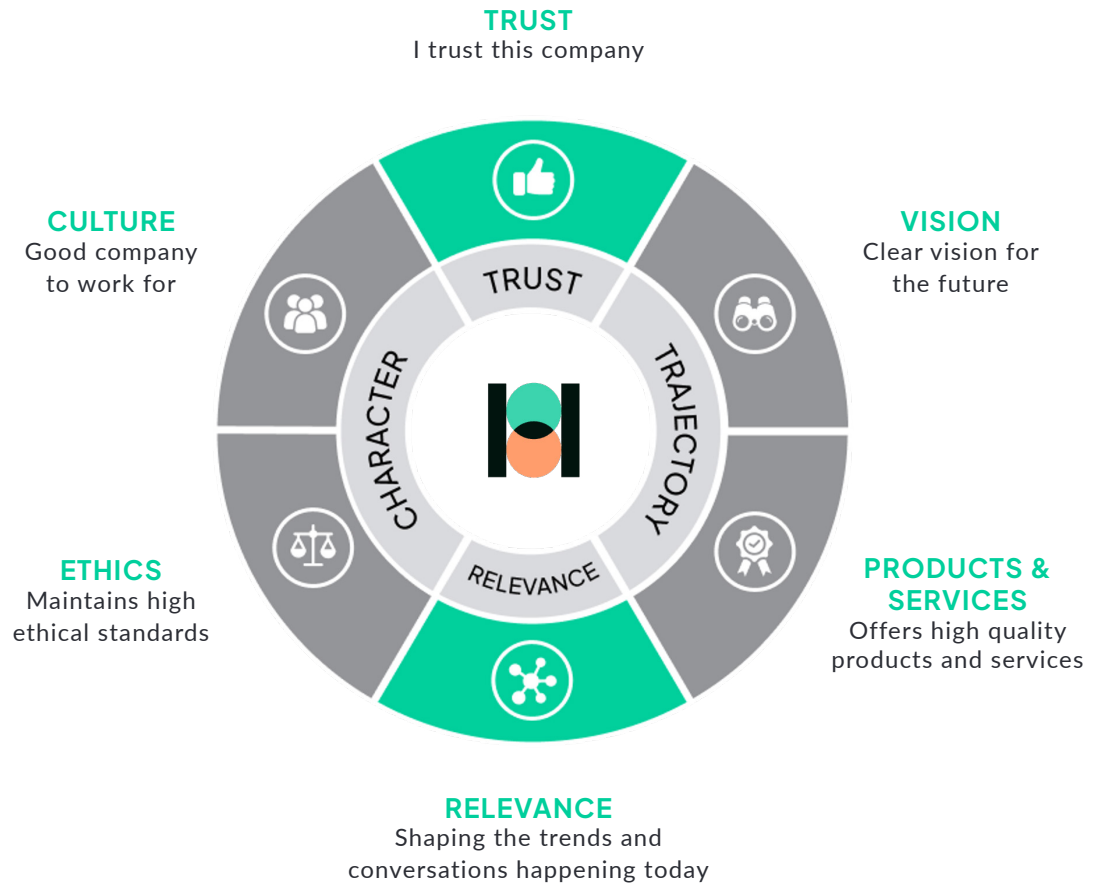 TRUST
I trust this company
CULTURE
Good company
to work for
VISION
Clear vision for
the future
TRUST
CHARACTER
TRAJECTORY
RELEVANCE
ETHICS
Maintains high
ethical standards
PRODUCTS &
SERVICES
Offers high quality
products and services
RELEVANCE
Shaping the trends and
conversations happening today